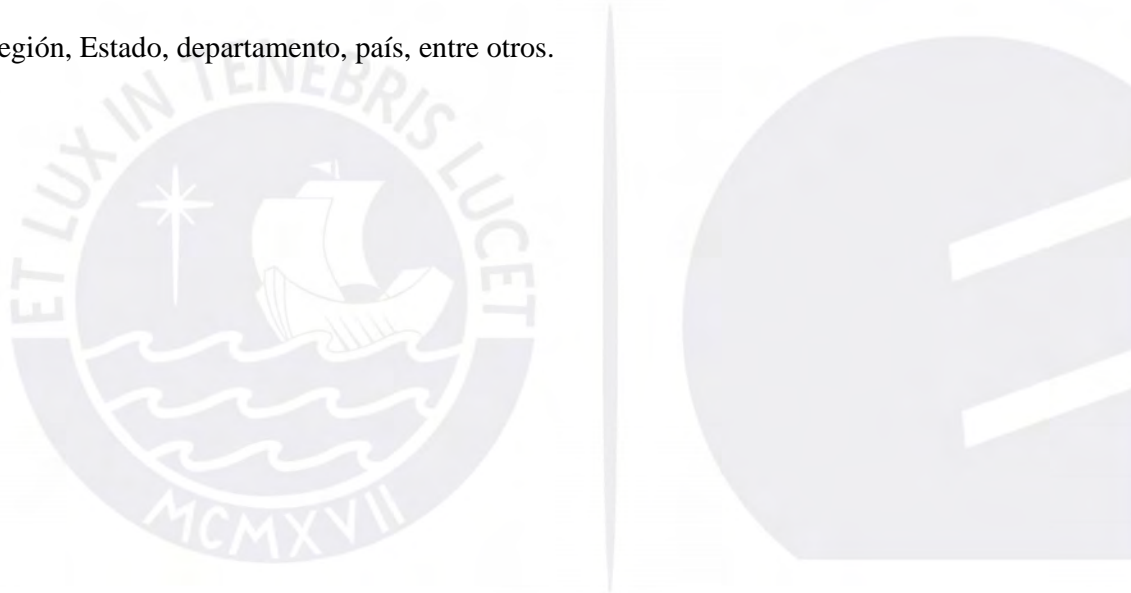 egión, Estado, departamento, país, entre otros.
ET LUX IN TENEBRIS LUCET
MCMXVII